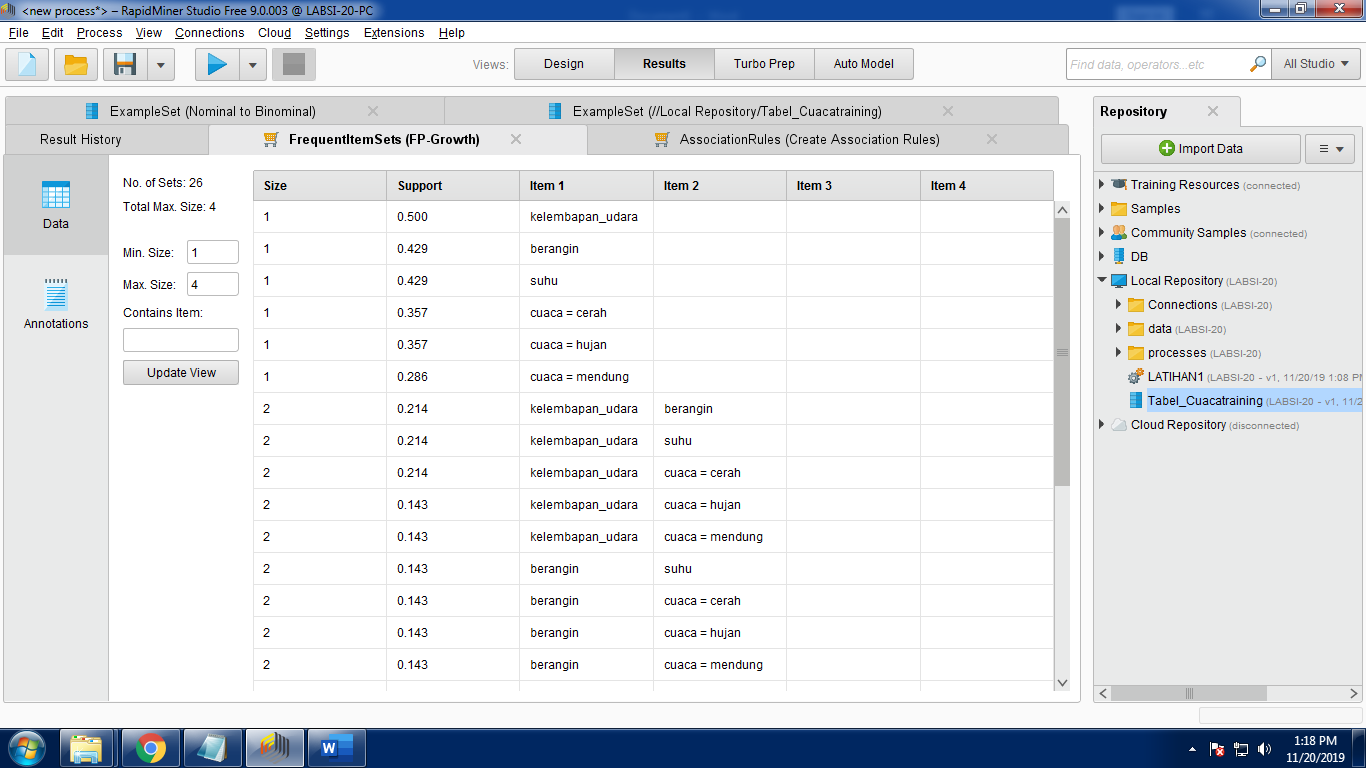 <new process*> – RapidMiner Studio Free 9.0.003 @ LABSI-20-PC
File Edit Process View Connections Cloud Settings Extensions Help
Views: Design Results Turbo Prep Auto Model
Find data, operators...etc All Studio
ExampleSet (Nominal to Binominal) ExampleSet (//Local Repository/Tabel_Cuacatraining)
Result History FrequentItemSets (FP-Growth) AssociationRules (Create Association Rules)
Data
Annotations
No. of Sets: 26
Total Max. Size: 4
Min. Size: 1
Max. Size: 4
Contains Item:
Update View
Size Support Item 1 Item 2 Item 3 Item 4
1 0.500 kelembapan_udara
1 0.429 berangin
1 0.429 suhu
1 0.357 cuaca = cerah
1 0.357 cuaca = hujan
1 0.286 cuaca = mendung
2 0.214 kelembapan_udara berangin
2 0.214 kelembapan_udara suhu
2 0.214 kelembapan_udara cuaca = cerah
2 0.143 kelembapan_udara cuaca = hujan
2 0.143 kelembapan_udara cuaca = mendung
2 0.143 berangin suhu
2 0.143 berangin cuaca = cerah
2 0.143 berangin cuaca = hujan
2 0.143 berangin cuaca = mendung
Repository
Import Data
Training Resources (connected)
Samples
Community Samples (connected)
DB
Local Repository (LABSI-20)
Connections (LABSI-20)
data (LABSI-20)
processes (LABSI-20)
LATIHAN1 (LABSI-20 - v1, 11/20/19 1:08 P
Tabel_Cuacatraining (LABSI-20 - v1, 11/2
Cloud Repository (disconnected)
W
1:18 PM
11/20/2019